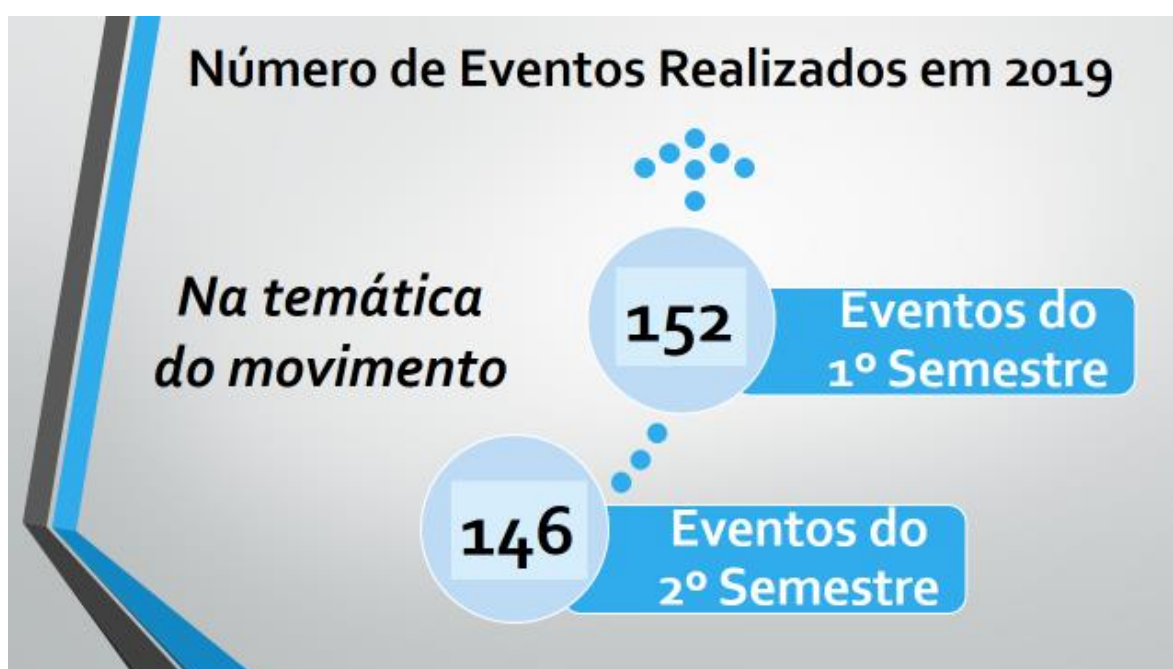 Número de Eventos Realizados em 2019
Na temática
do movimento
152
Eventos do
1º Semestre
146
Eventos do
2º Semestre